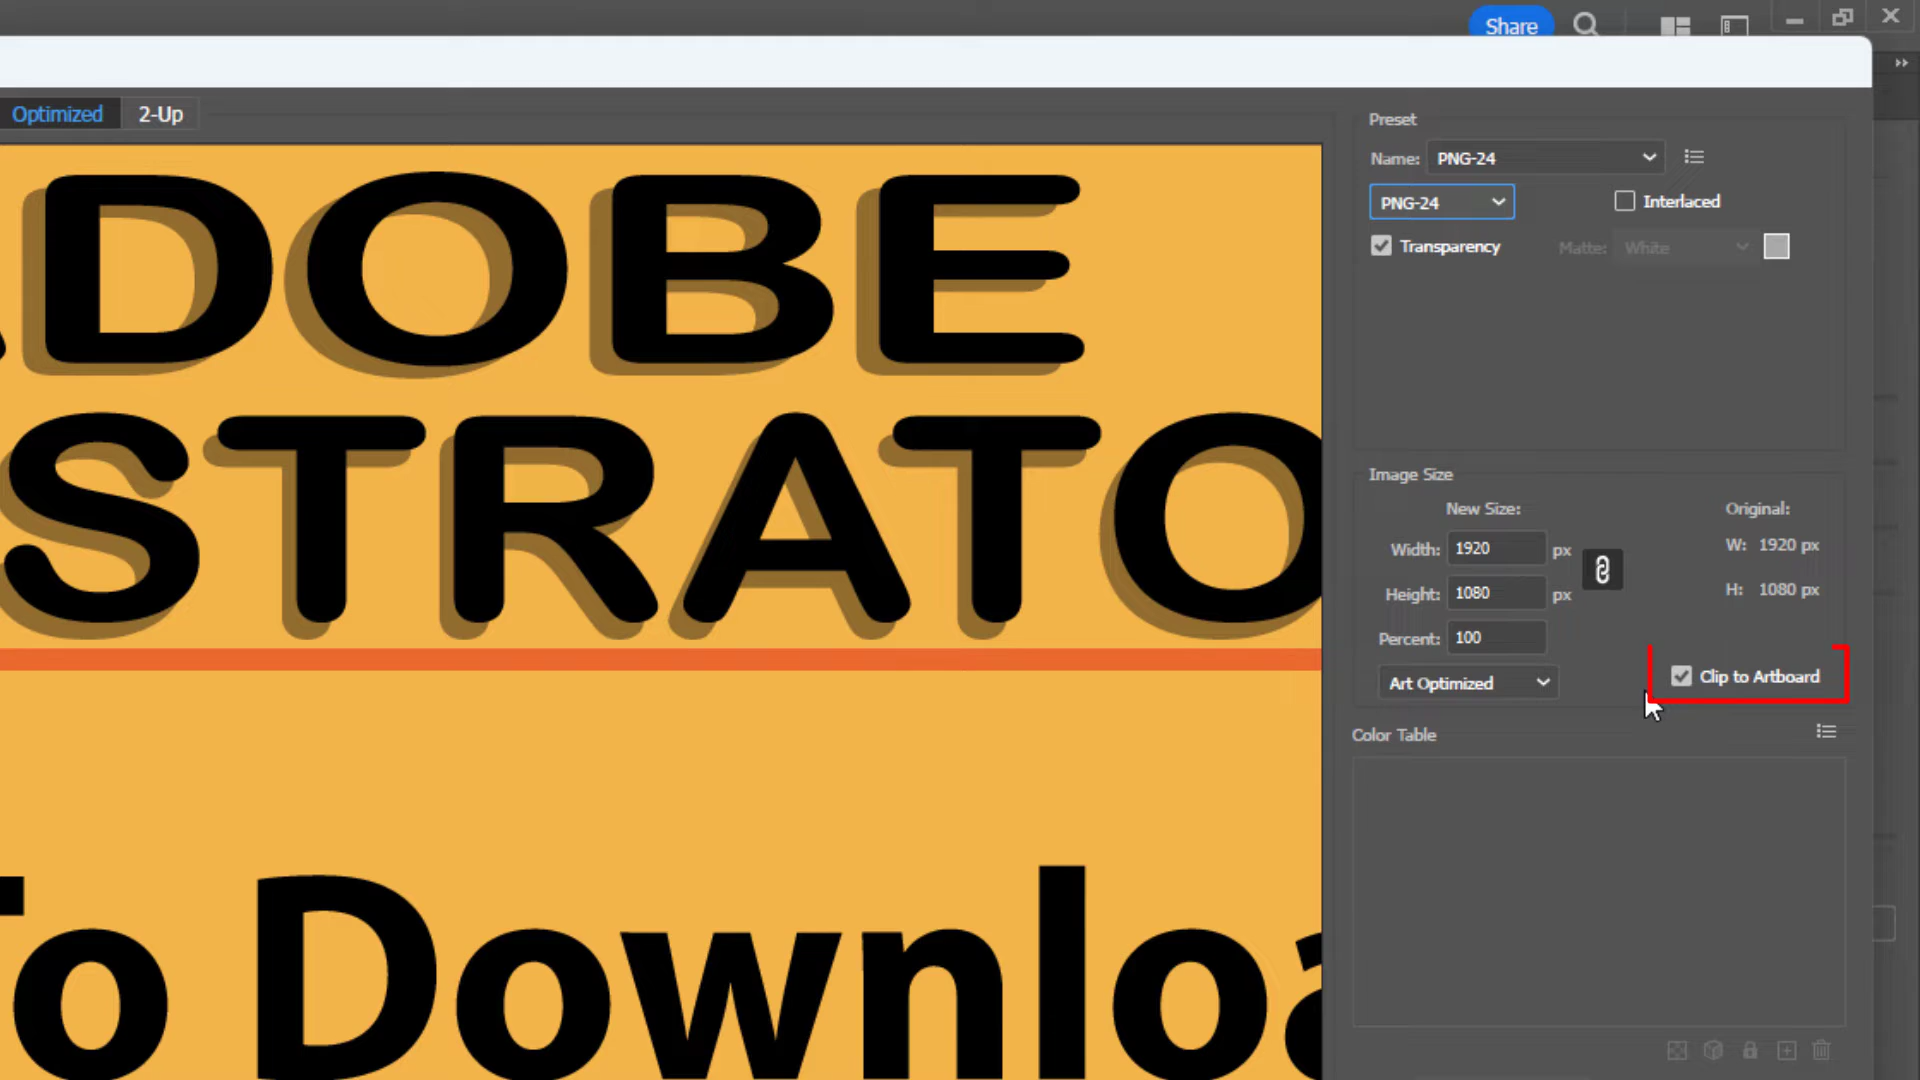 Share
Optimized 2-Up
Preset
Name: PNG-24
PNG-24 Interlaced
Transparency Matte: White
Image Size
New Size: Original:
Width: 1920 px W: 1920 px
Height: 1080 px H: 1080 px
Percent: 100
Art Optimized Clip to Artboard
Color Table
ADOBE
STRATO
To Downloa